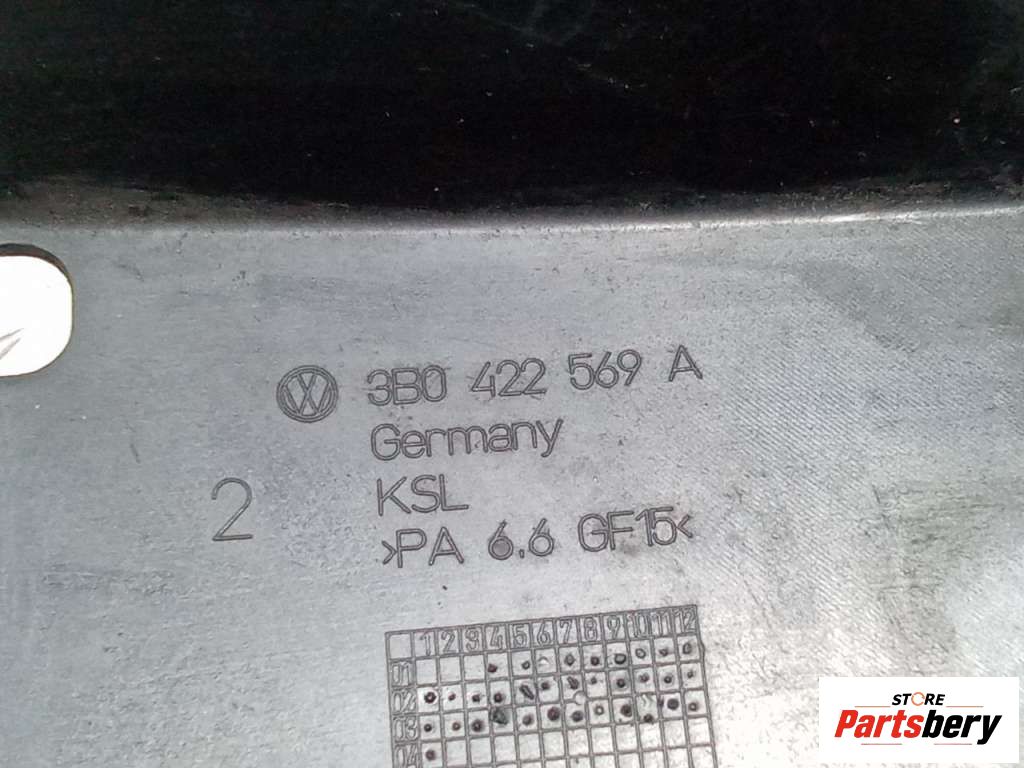 3B0 422 569 A
Germany
2 KSL
>PA 6.6 GF15<
1 2 3 4 5 6 7 8 9 10 11 12
01
02
03
04
STORE
Partsbery